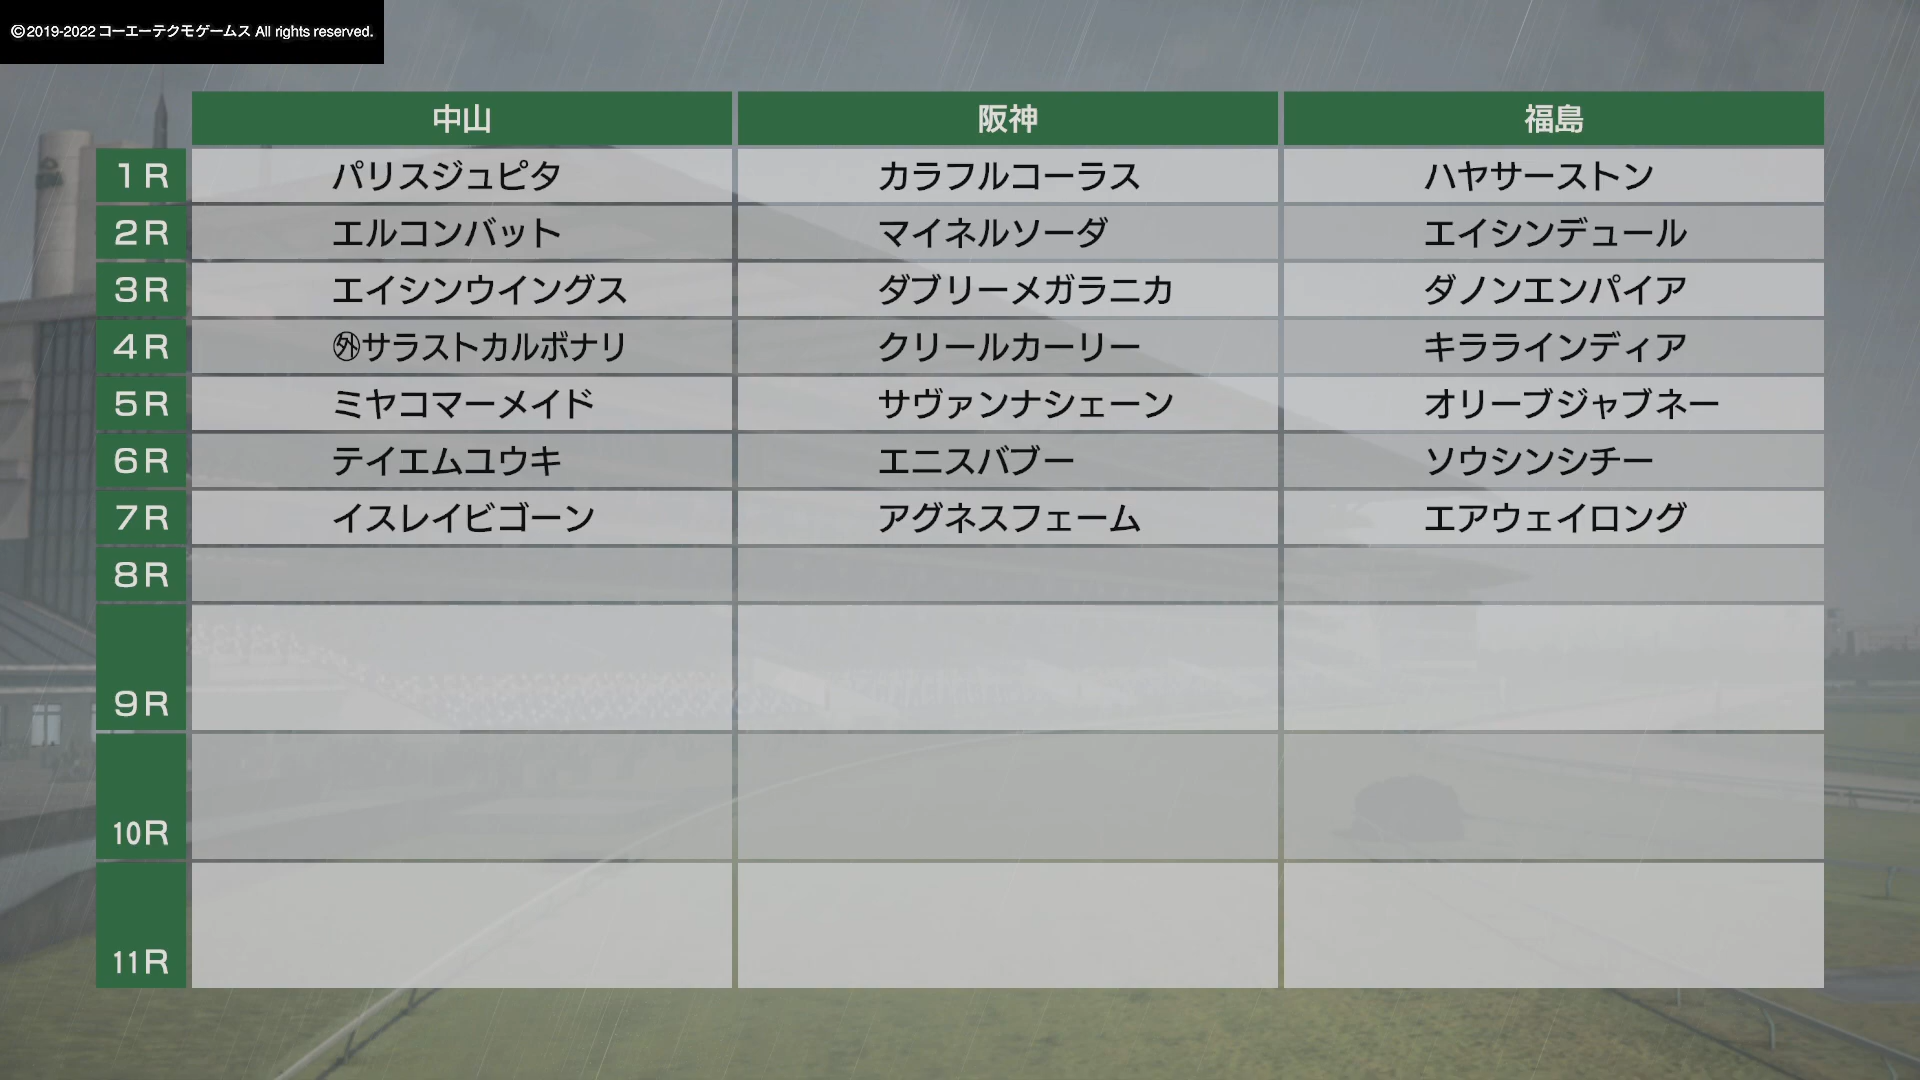 ©2019-2022 コーエーテクモゲームス All rights reserved.
中山 阪神 福島
1R パリスジュピタ カラフルコーラス ハヤサーストン
2R エルコンバット マイネルソーダ エイシンデュール
3R エイシンウイングス ダブリーメガラニカ ダノンエンパイア
4R ㊕サラストカルボナリ クリールカーリー キララインディア
5R ミヤコマーメイド サヴァンナシェーン オリーブジャブネー
6R テイエムユウキ エニスバブー ソウシンシチー
7R イスレイビゴーン アグネスフェーム エアウェイロング
8R
9R
10R
11R